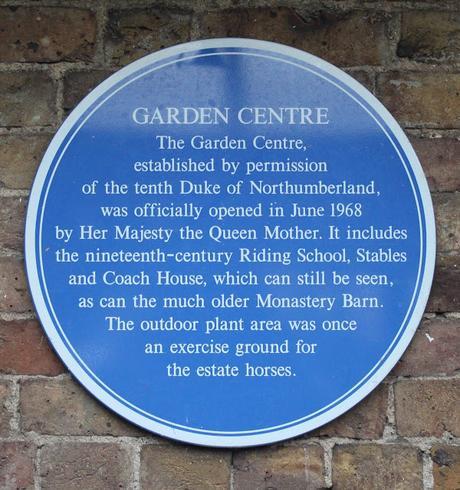 GARDEN CENTRE
The Garden Centre,
established by permission
of the tenth Duke of Northumberland,
was officially opened in June 1968
by Her Majesty the Queen Mother. It includes
the nineteenth-century Riding School, Stables
and Coach House, which can still be seen,
as can the much older Monastery Barn.
The outdoor plant area was once
an exercise ground for
the estate horses.